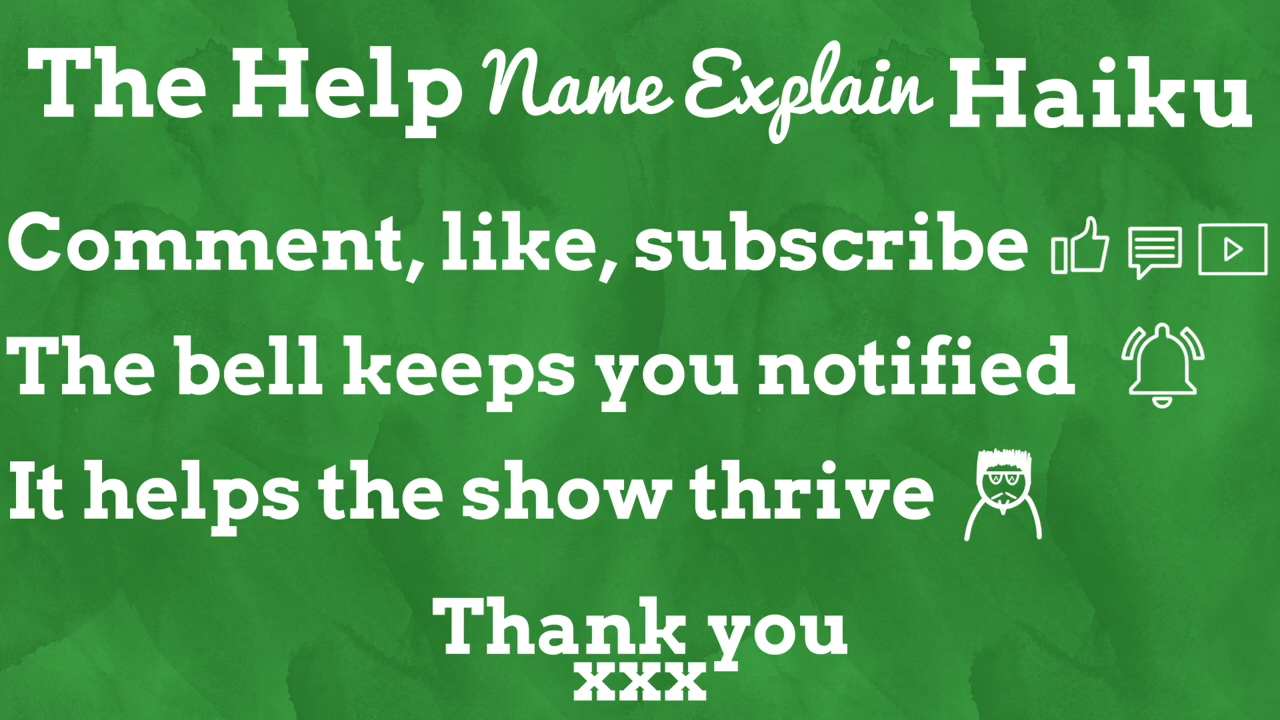 The Help Name Explain Haiku
Comment, like, subscribe
The bell keeps you notified
It helps the show thrive
Thank you
xxx